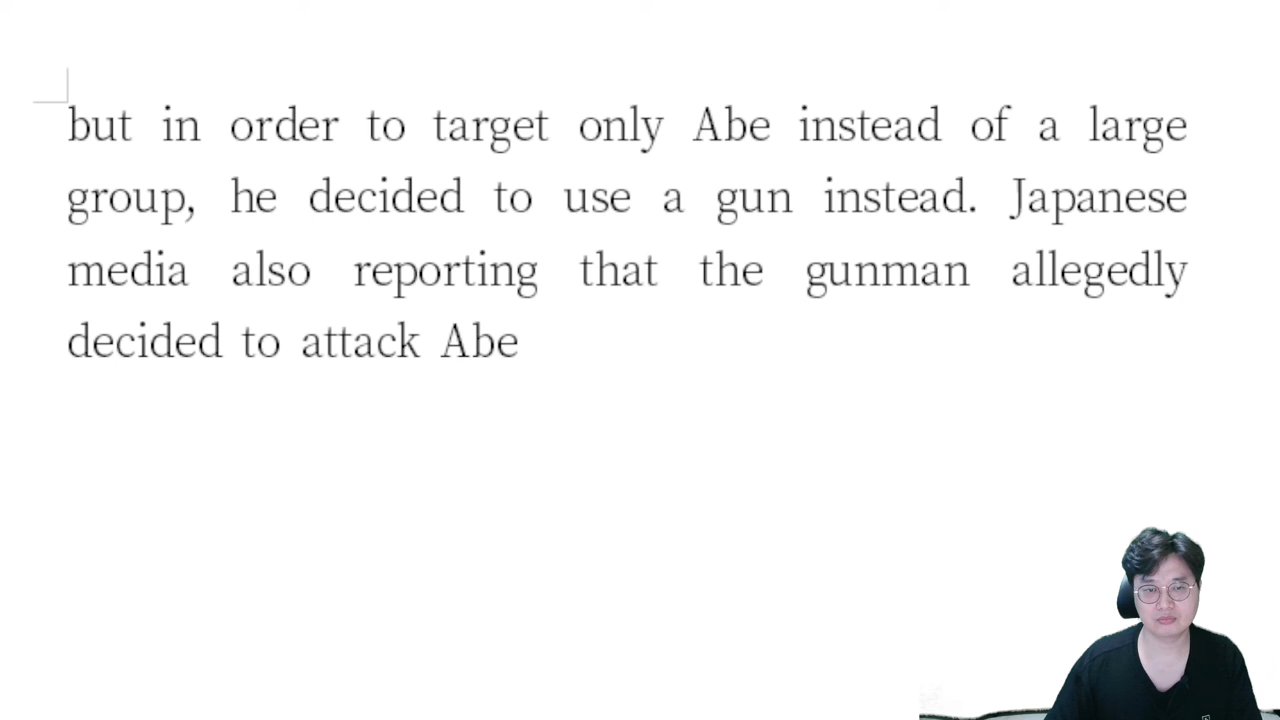 but in order to target only Abe instead of a large
group, he decided to use a gun instead. Japanese
media also reporting that the gunman allegedly
decided to attack Abe